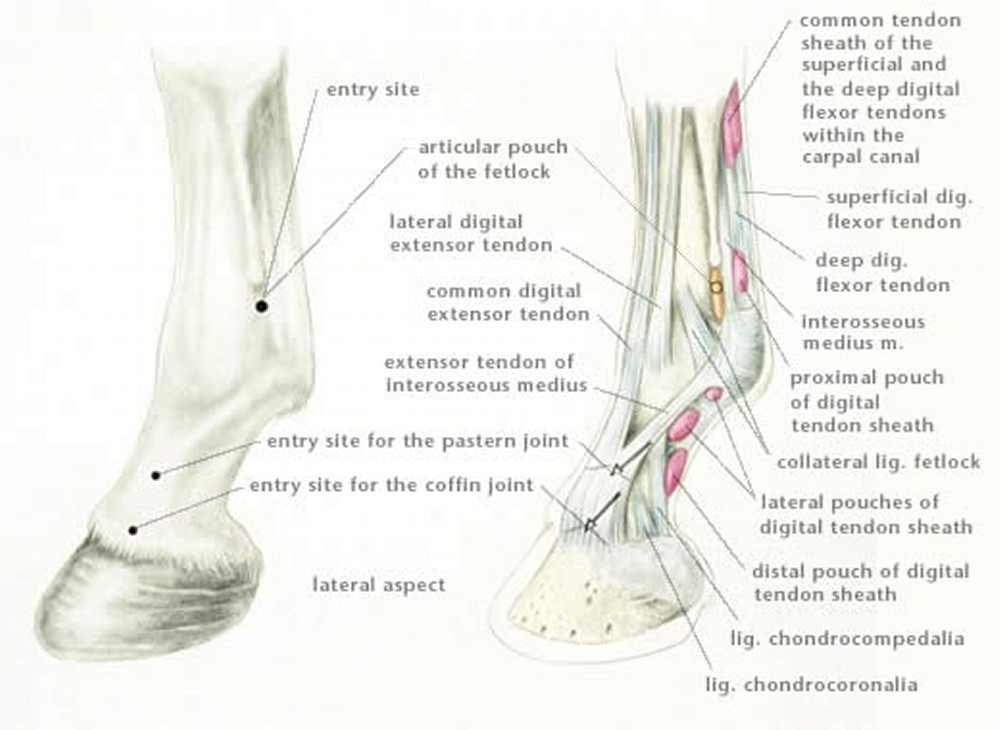 entry site
articular pouch
of the fetlock
lateral digital
extensor tendon
common digital
extensor tendon
extensor tendon of
interosseous medius
entry site for the pastern joint
entry site for the coffin joint
lateral aspect
common tendon
sheath of the
superficial and
the deep digital
flexor tendons
within the
carpal canal
superficial dig.
flexor tendon
deep dig.
flexor tendon
interosseous
medius m.
proximal pouch
of digital
tendon sheath
collateral lig. fetlock
lateral pouches of
digital tendon sheath
distal pouch of digital
tendon sheath
lig. chondrocompedalia
lig. chondrocoronalia